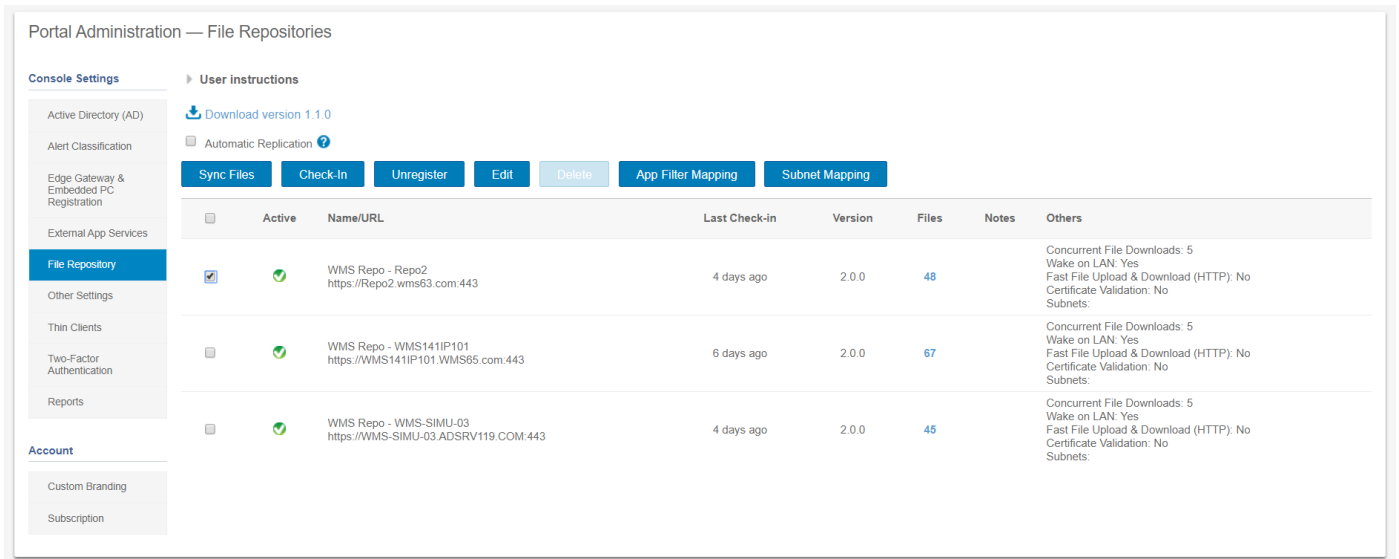 Portal Administration — File Repositories
Console Settings
Active Directory (AD)
Alert Classification
Edge Gateway &
Embedded PC
Registration
External App Services
File Repository
Other Settings
Thin Clients
Two-Factor
Authentication
Reports
Account
Custom Branding
Subscription
User instructions
Download version 1.1.0
Automatic Replication ?
Sync Files Check-In Unregister Edit Delete App Filter Mapping Subnet Mapping
Active Name/URL Last Check-in Version Files Notes Others
WMS Repo - Repo2
https://Repo2.wms63.com:443
4 days ago 2.0.0 48
Concurrent File Downloads: 5
Wake on LAN: Yes
Fast File Upload & Download (HTTP): No
Certificate Validation: No
Subnets:
WMS Repo - WMS141IP101
https://WMS141IP101.WMS65.com:443
6 days ago 2.0.0 67
Concurrent File Downloads: 5
Wake on LAN: Yes
Fast File Upload & Download (HTTP): No
Certificate Validation: No
Subnets:
WMS Repo - WMS-SIMU-03
https://WMS-SIMU-03.ADSRV119.COM:443
4 days ago 2.0.0 45
Concurrent File Downloads: 5
Wake on LAN: Yes
Fast File Upload & Download (HTTP): No
Certificate Validation: No
Subnets: